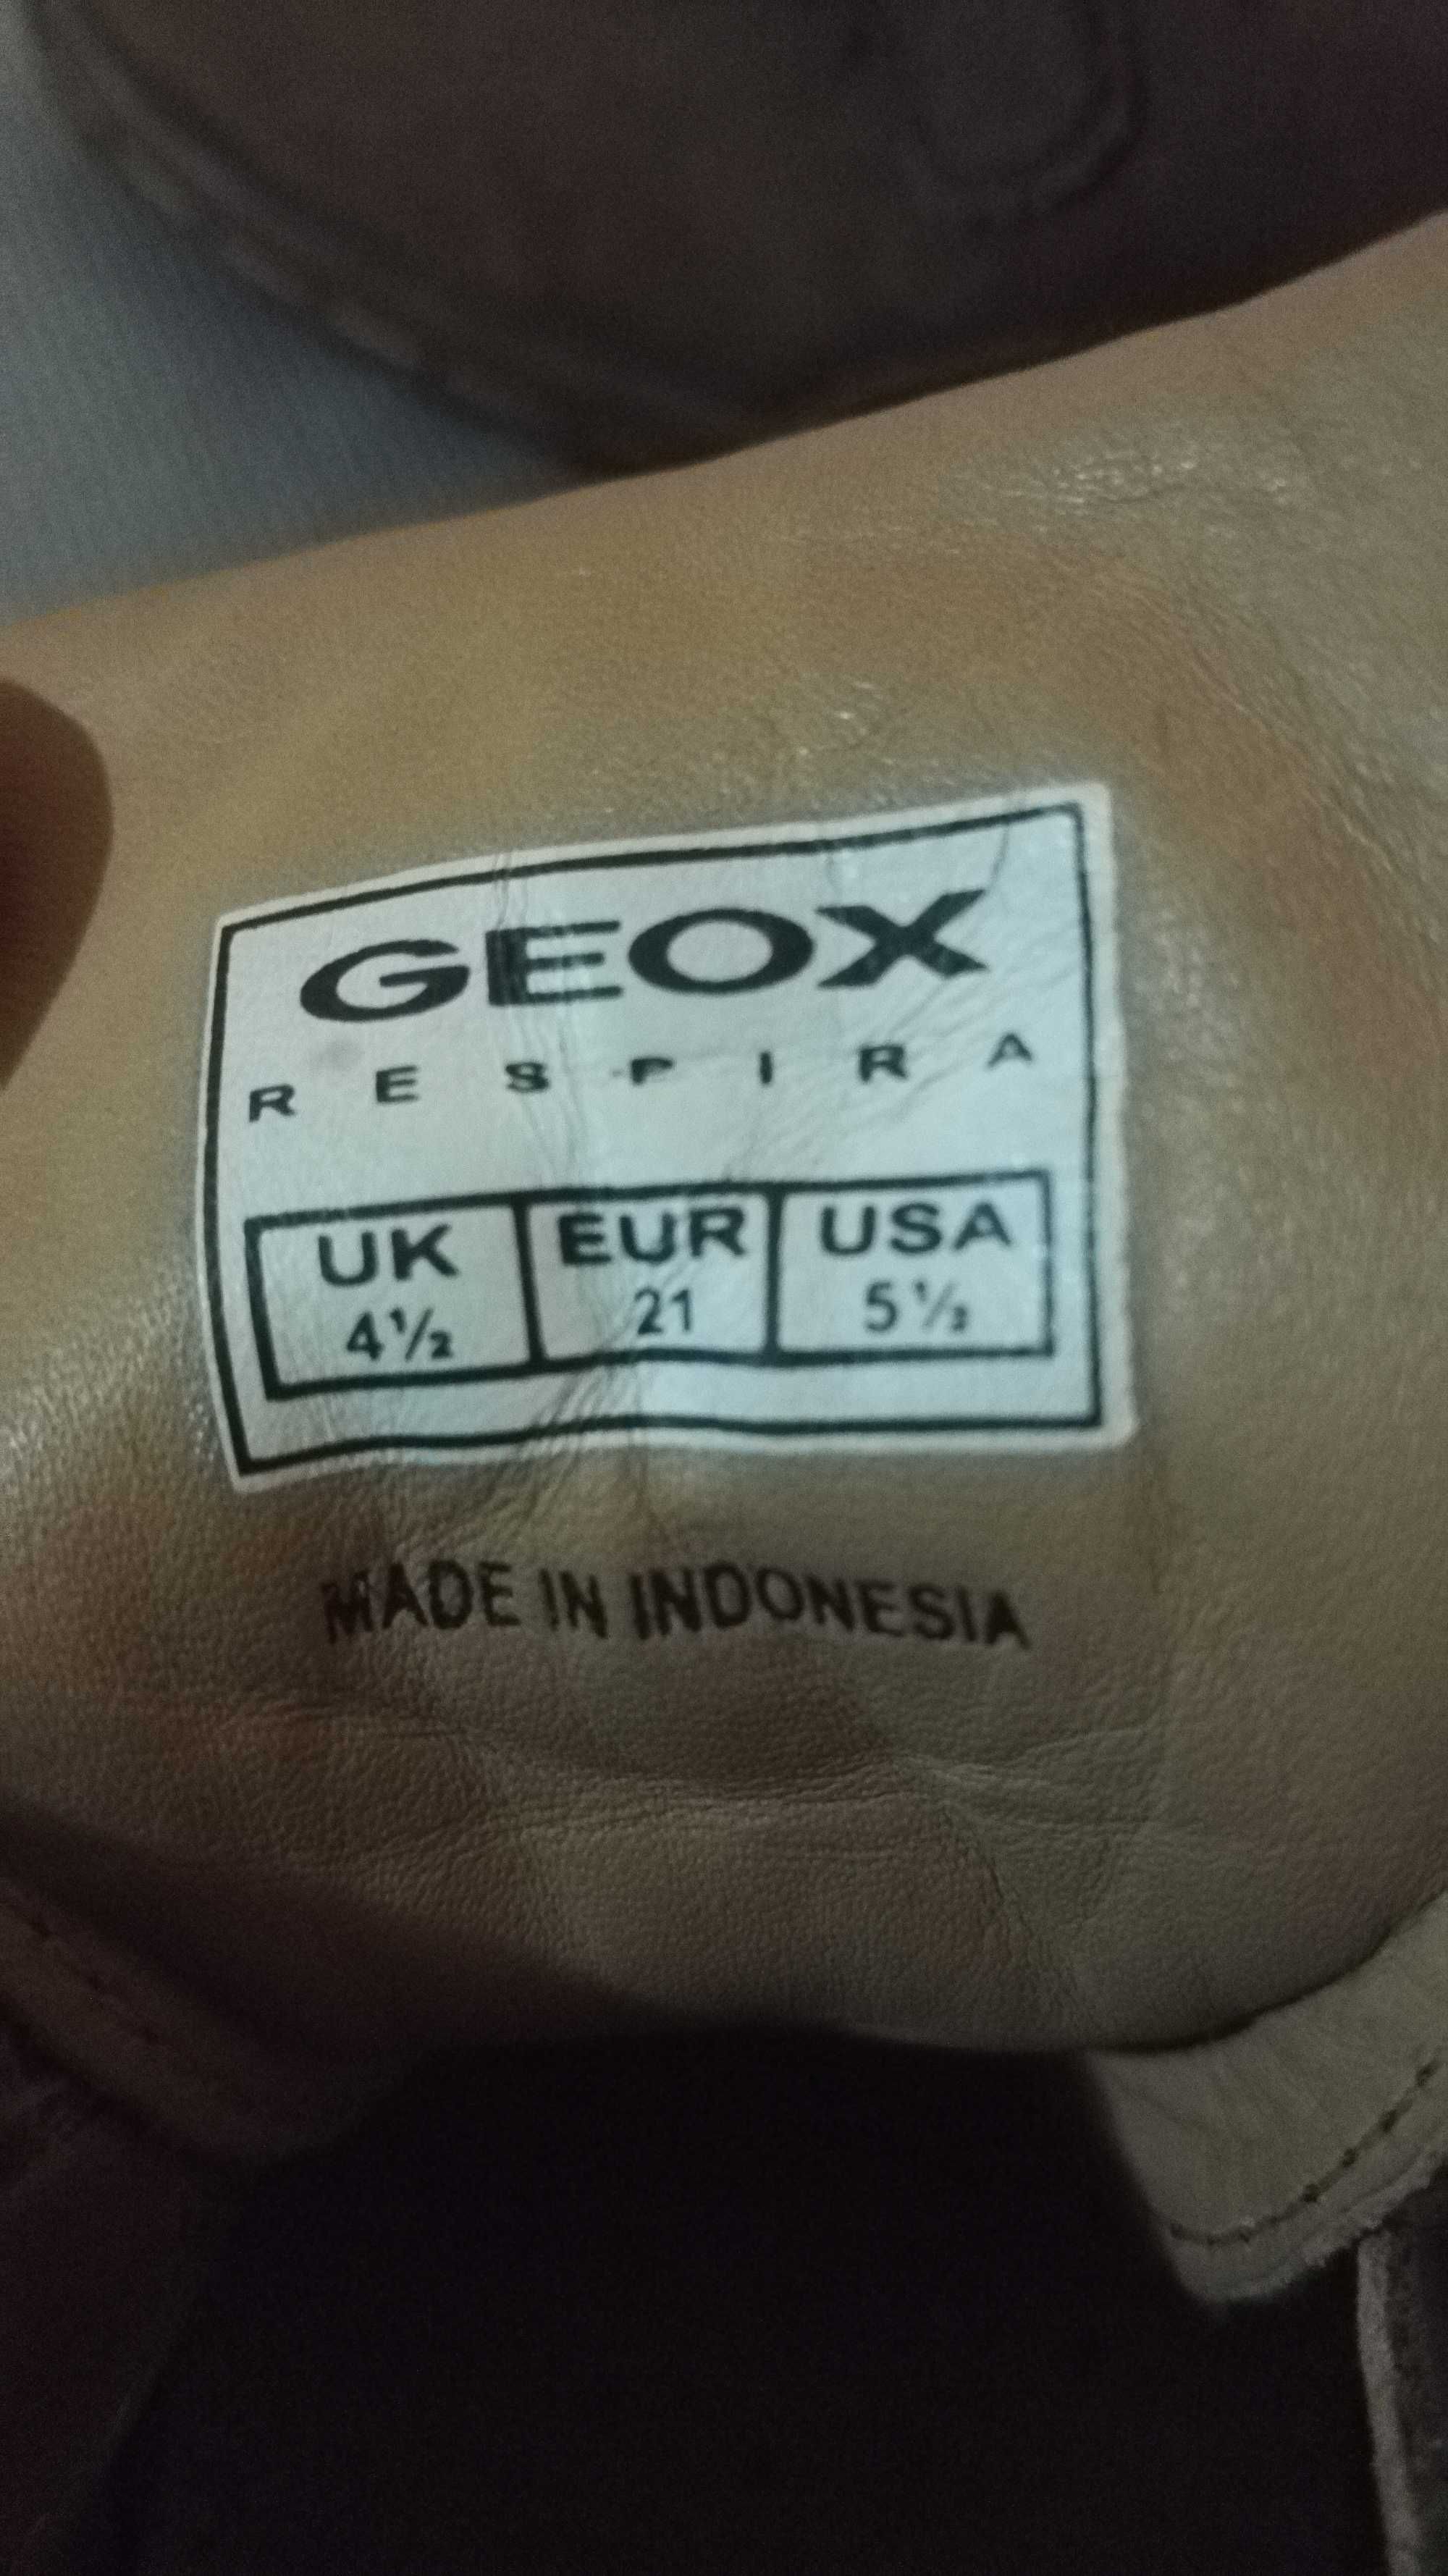 GEOX
RESPIRA
UK EUR USA
4½ 21 5½
MADE IN INDONESIA